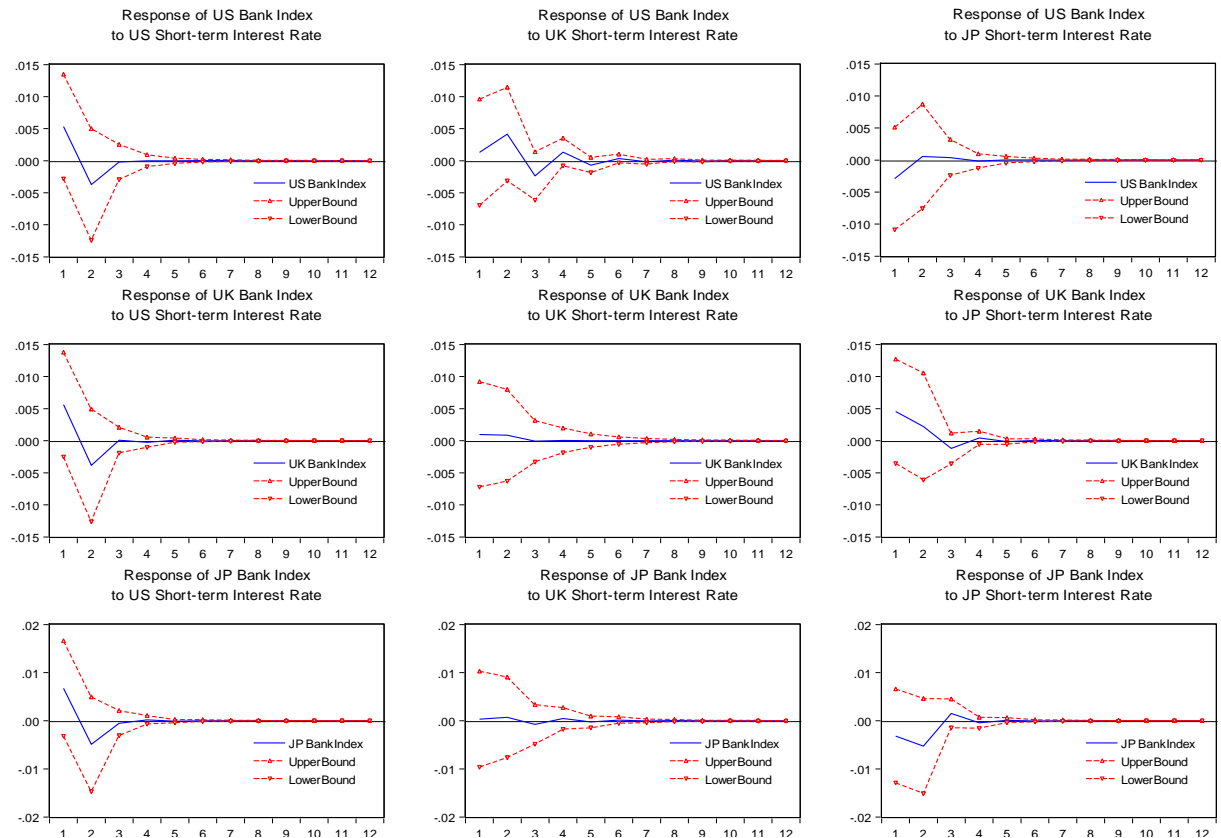 Response of US Bank Index
to US Short-term Interest Rate
.015
.010
.005
.000
-.005
-.010
-.015
US BankIndex
UpperBound
LowerBound
1 2 3 4 5 6 7 8 9 10 11 12
Response of US Bank Index
to UK Short-term Interest Rate
.015
.010
.005
.000
-.005
-.010
-.015
US BankIndex
UpperBound
LowerBound
1 2 3 4 5 6 7 8 9 10 11 12
Response of US Bank Index
to JP Short-term Interest Rate
.015
.010
.005
.000
-.005
-.010
-.015
US BankIndex
UpperBound
LowerBound
1 2 3 4 5 6 7 8 9 10 11 12
Response of UK Bank Index
to US Short-term Interest Rate
.015
.010
.005
.000
-.005
-.010
-.015
UK BankIndex
UpperBound
LowerBound
1 2 3 4 5 6 7 8 9 10 11 12
Response of UK Bank Index
to UK Short-term Interest Rate
.015
.010
.005
.000
-.005
-.010
-.015
UK BankIndex
UpperBound
LowerBound
1 2 3 4 5 6 7 8 9 10 11 12
Response of UK Bank Index
to JP Short-term Interest Rate
.015
.010
.005
.000
-.005
-.010
-.015
UK BankIndex
UpperBound
LowerBound
1 2 3 4 5 6 7 8 9 10 11 12
Response of JP Bank Index
to US Short-term Interest Rate
.02
.01
.00
-.01
-.02
JP BankIndex
UpperBound
LowerBound
1 2 3 4 5 6 7 8 9 10 11 12
Response of JP Bank Index
to UK Short-term Interest Rate
.02
.01
.00
-.01
-.02
JP BankIndex
UpperBound
LowerBound
1 2 3 4 5 6 7 8 9 10 11 12
Response of JP Bank Index
to JP Short-term Interest Rate
.02
.01
.00
-.01
-.02
JP BankIndex
UpperBound
LowerBound
1 2 3 4 5 6 7 8 9 10 11 12